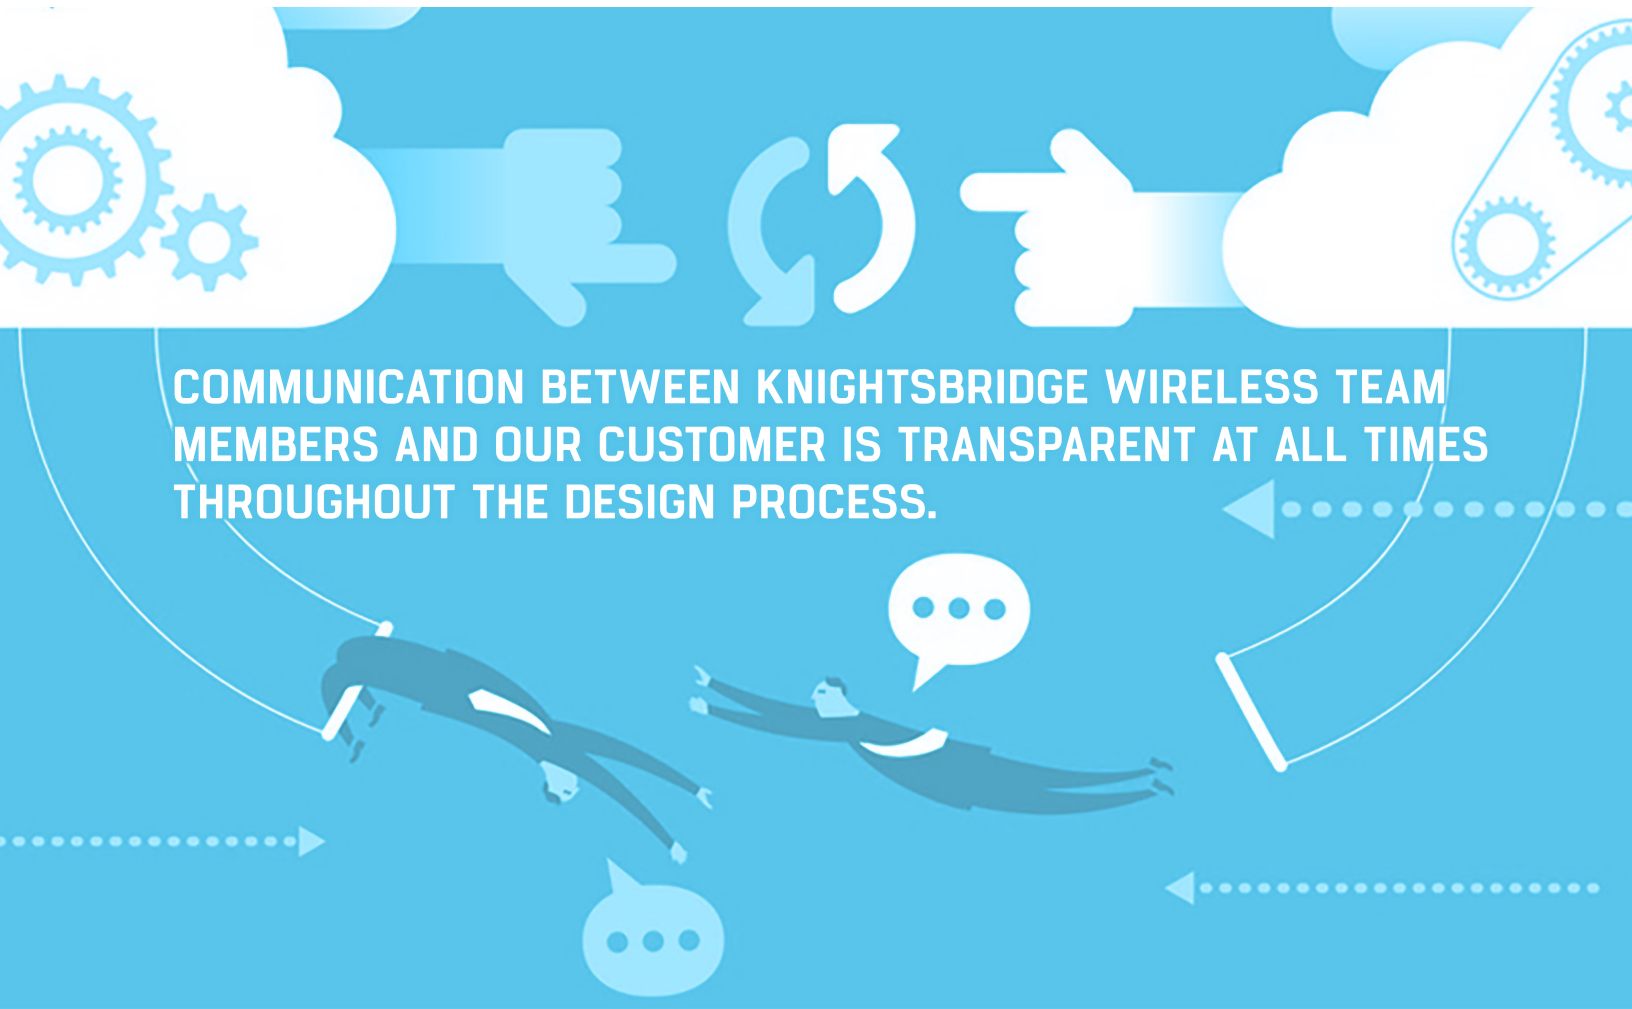 COMMUNICATION BETWEEN KNIGHTSBRIDGE WIRELESS TEAM
MEMBERS AND OUR CUSTOMER IS TRANSPARENT AT ALL TIMES
THROUGHOUT THE DESIGN PROCESS.